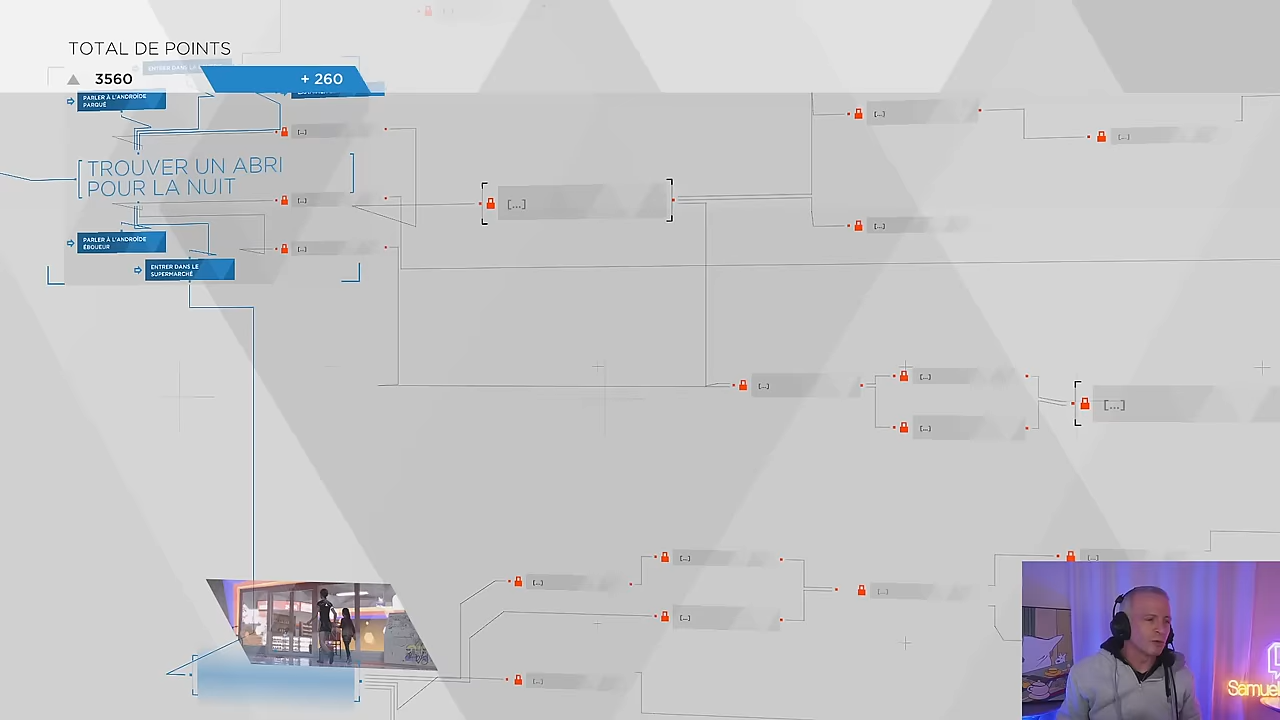 TOTAL DE POINTS
3560
+ 260
PARLER À L'ANDROÏDE
PARQUÉ
[...]
[...]
[...]
TROUVER UN ABRI
POUR LA NUIT
[...]
[...]
[...]
PARLER À L'ANDROÏDE
ÉBOUEUR
[...]
ENTRER DANS LE
SUPERMARCHÉ
[...]
[...]
[...]
[...]
[...]
[...]
[...]
[...]
[...]
[...]
[...]
Samuel